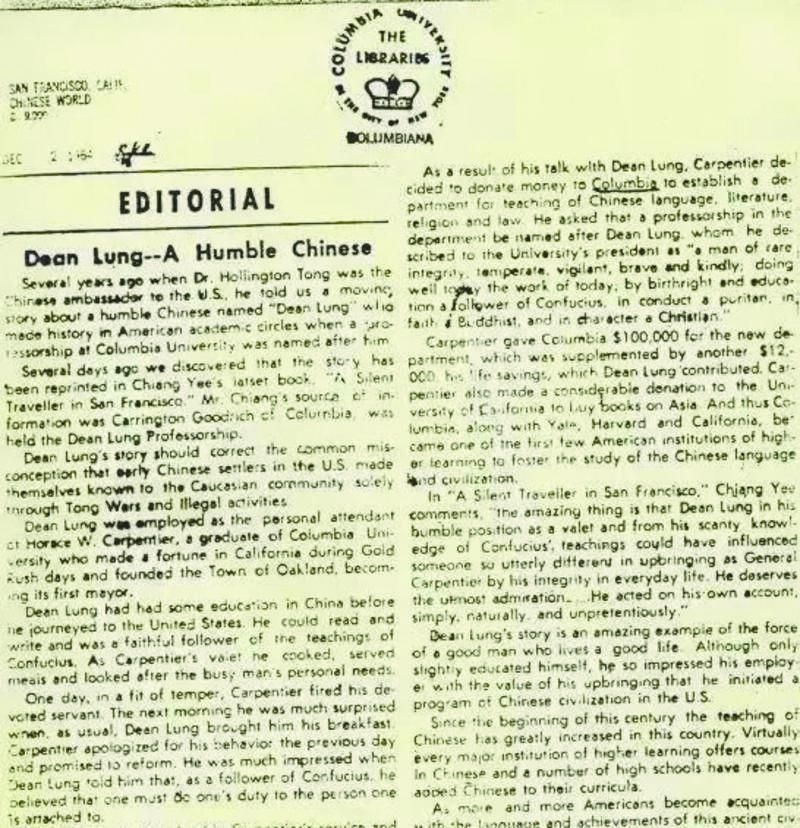 COLUMBIA UNIVERSITY
THE
LIBRARIES
IN THE CITY OF NEW YORK
COLUMBIANA
SAN FRANCISCO, CALIF.
CHINESE WORLD
DEC 2 1964
EDITORIAL
Dean Lung--A Humble Chinese
Several years ago when Dr. Hollington Tong was the
Chinese ambassador to the U.S., he told us a moving
story about a humble Chinese named "Dean Lung" who
made history in American academic circles when a pro-
fessorship at Columbia University was named after him
Several days ago we discovered that the story has
been reprinted in Chiang Yee's latset book, "A Silent
Traveller in San Francisco." Mr. Chiang's source of in-
formation was Carrington Goodrich of Columbia, was
held the Dean Lung Professorship.
Dean Lung's story should correct the common mis-
conception that early Chinese settlers in the U.S. made
themselves known to the Caucasian community solely
through Tong Wars and Illegal activities
Dean Lung was employed as the personal attendant
of Horace W. Carpentier, a graduate of Columbia Uni-
versity who made a fortune in California during Gold
Rush days and founded the Town of Oakland, becom-
ing its first mayor.
Dean Lung had had some education in China before
he journeyed to the United States. He could read and
write and was a faithful follower of the teachings of
Confucius. As Carpentier's valet he cooked, served
meals and looked after the busy man's personal needs.
One day, in a fit of temper, Carpentier fired his de-
voted servant. The next morning he was much surprised
when, as usual, Dean Lung brought him his breakfast.
Carpentier apologized for his behavior the previous day
and promised to reform. He was much impressed when
Dean Lung told him that, as a follower of Confucius, he
believed that one must do one's duty to the person one
is attached to.
As a result of his talk with Dean Lung, Carpentier de-
cided to donate money to Columbia to establish a de-
partment for teaching of Chinese language, literature,
religion and law. He asked that a professorship in the
department be named after Dean Lung, whom he de-
scribed to the University's president as "a man of rare
integrity, temperate, vigilant, brave and kindly; doing
well today the work of today, by birthright and educa-
tion a follower of Confucius, in conduct a puritan, in
faith a Buddhist, and in character a Christian."
Carpentier gave Columbia $100,000 for the new de-
partment, which was supplemented by another $12,-
000, his life savings, which Dean Lung contributed. Car-
pentier also made a considerable donation to the Uni-
versity of California to buy books on Asia. And thus Co-
lumbia, along with Yale, Harvard and California, be-
came one of the first few American institutions of high-
er learning to foster the study of the Chinese language
and civilization.
In "A Silent Traveller in San Francisco," Chiang Yee
comments, "the amazing thing is that Dean Lung in his
humble position as a valet and from his scanty knowl-
edge of Confucius', teachings could have influenced
someone so utterly different in upbringing as General
Carpentier by his integrity in everyday life. He deserves
the utmost admiration....He acted on his own account,
simply, naturally, and unpretentiously."
Dean Lung's story is an amazing example of the force
of a good man who lives a good life. Although only
slightly educated himself, he so impressed his employ-
er with the value of his upbringing that he initiated a
program of Chinese civilization in the U.S.
Since the beginning of this century the teaching of
Chinese has greatly increased in this country. Virtually
every major institution of higher learning offers courses
in Chinese and a number of high schools have recently
added Chinese to their curricula.
As more and more Americans become acquainted
with the language and achievements of this ancient civ-